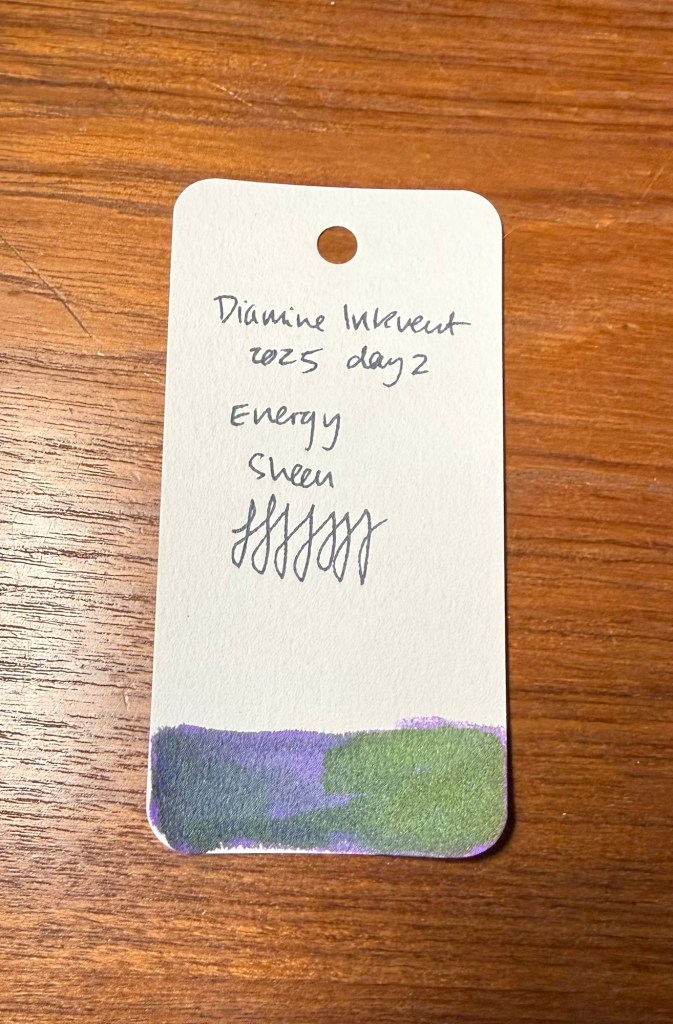 Diamine Inkvent
2025 day 2
Energy
Sheen